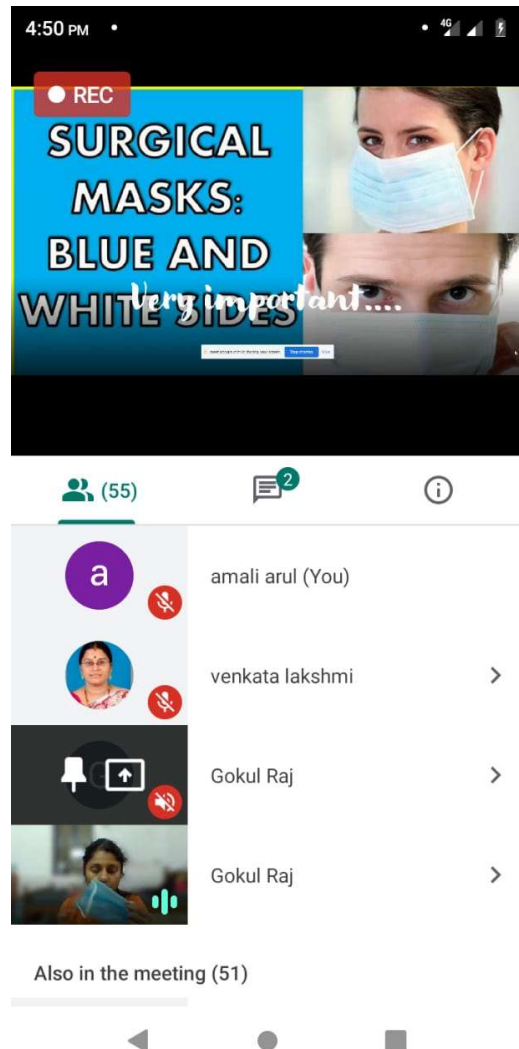 4:50 PM
4G
REC
SURGICAL
MASKS:
BLUE AND
WHITE SIDES
Very important....
(55)
2
a
amali arul (You)
venkata lakshmi
Gokul Raj
Gokul Raj
Also in the meeting (51)